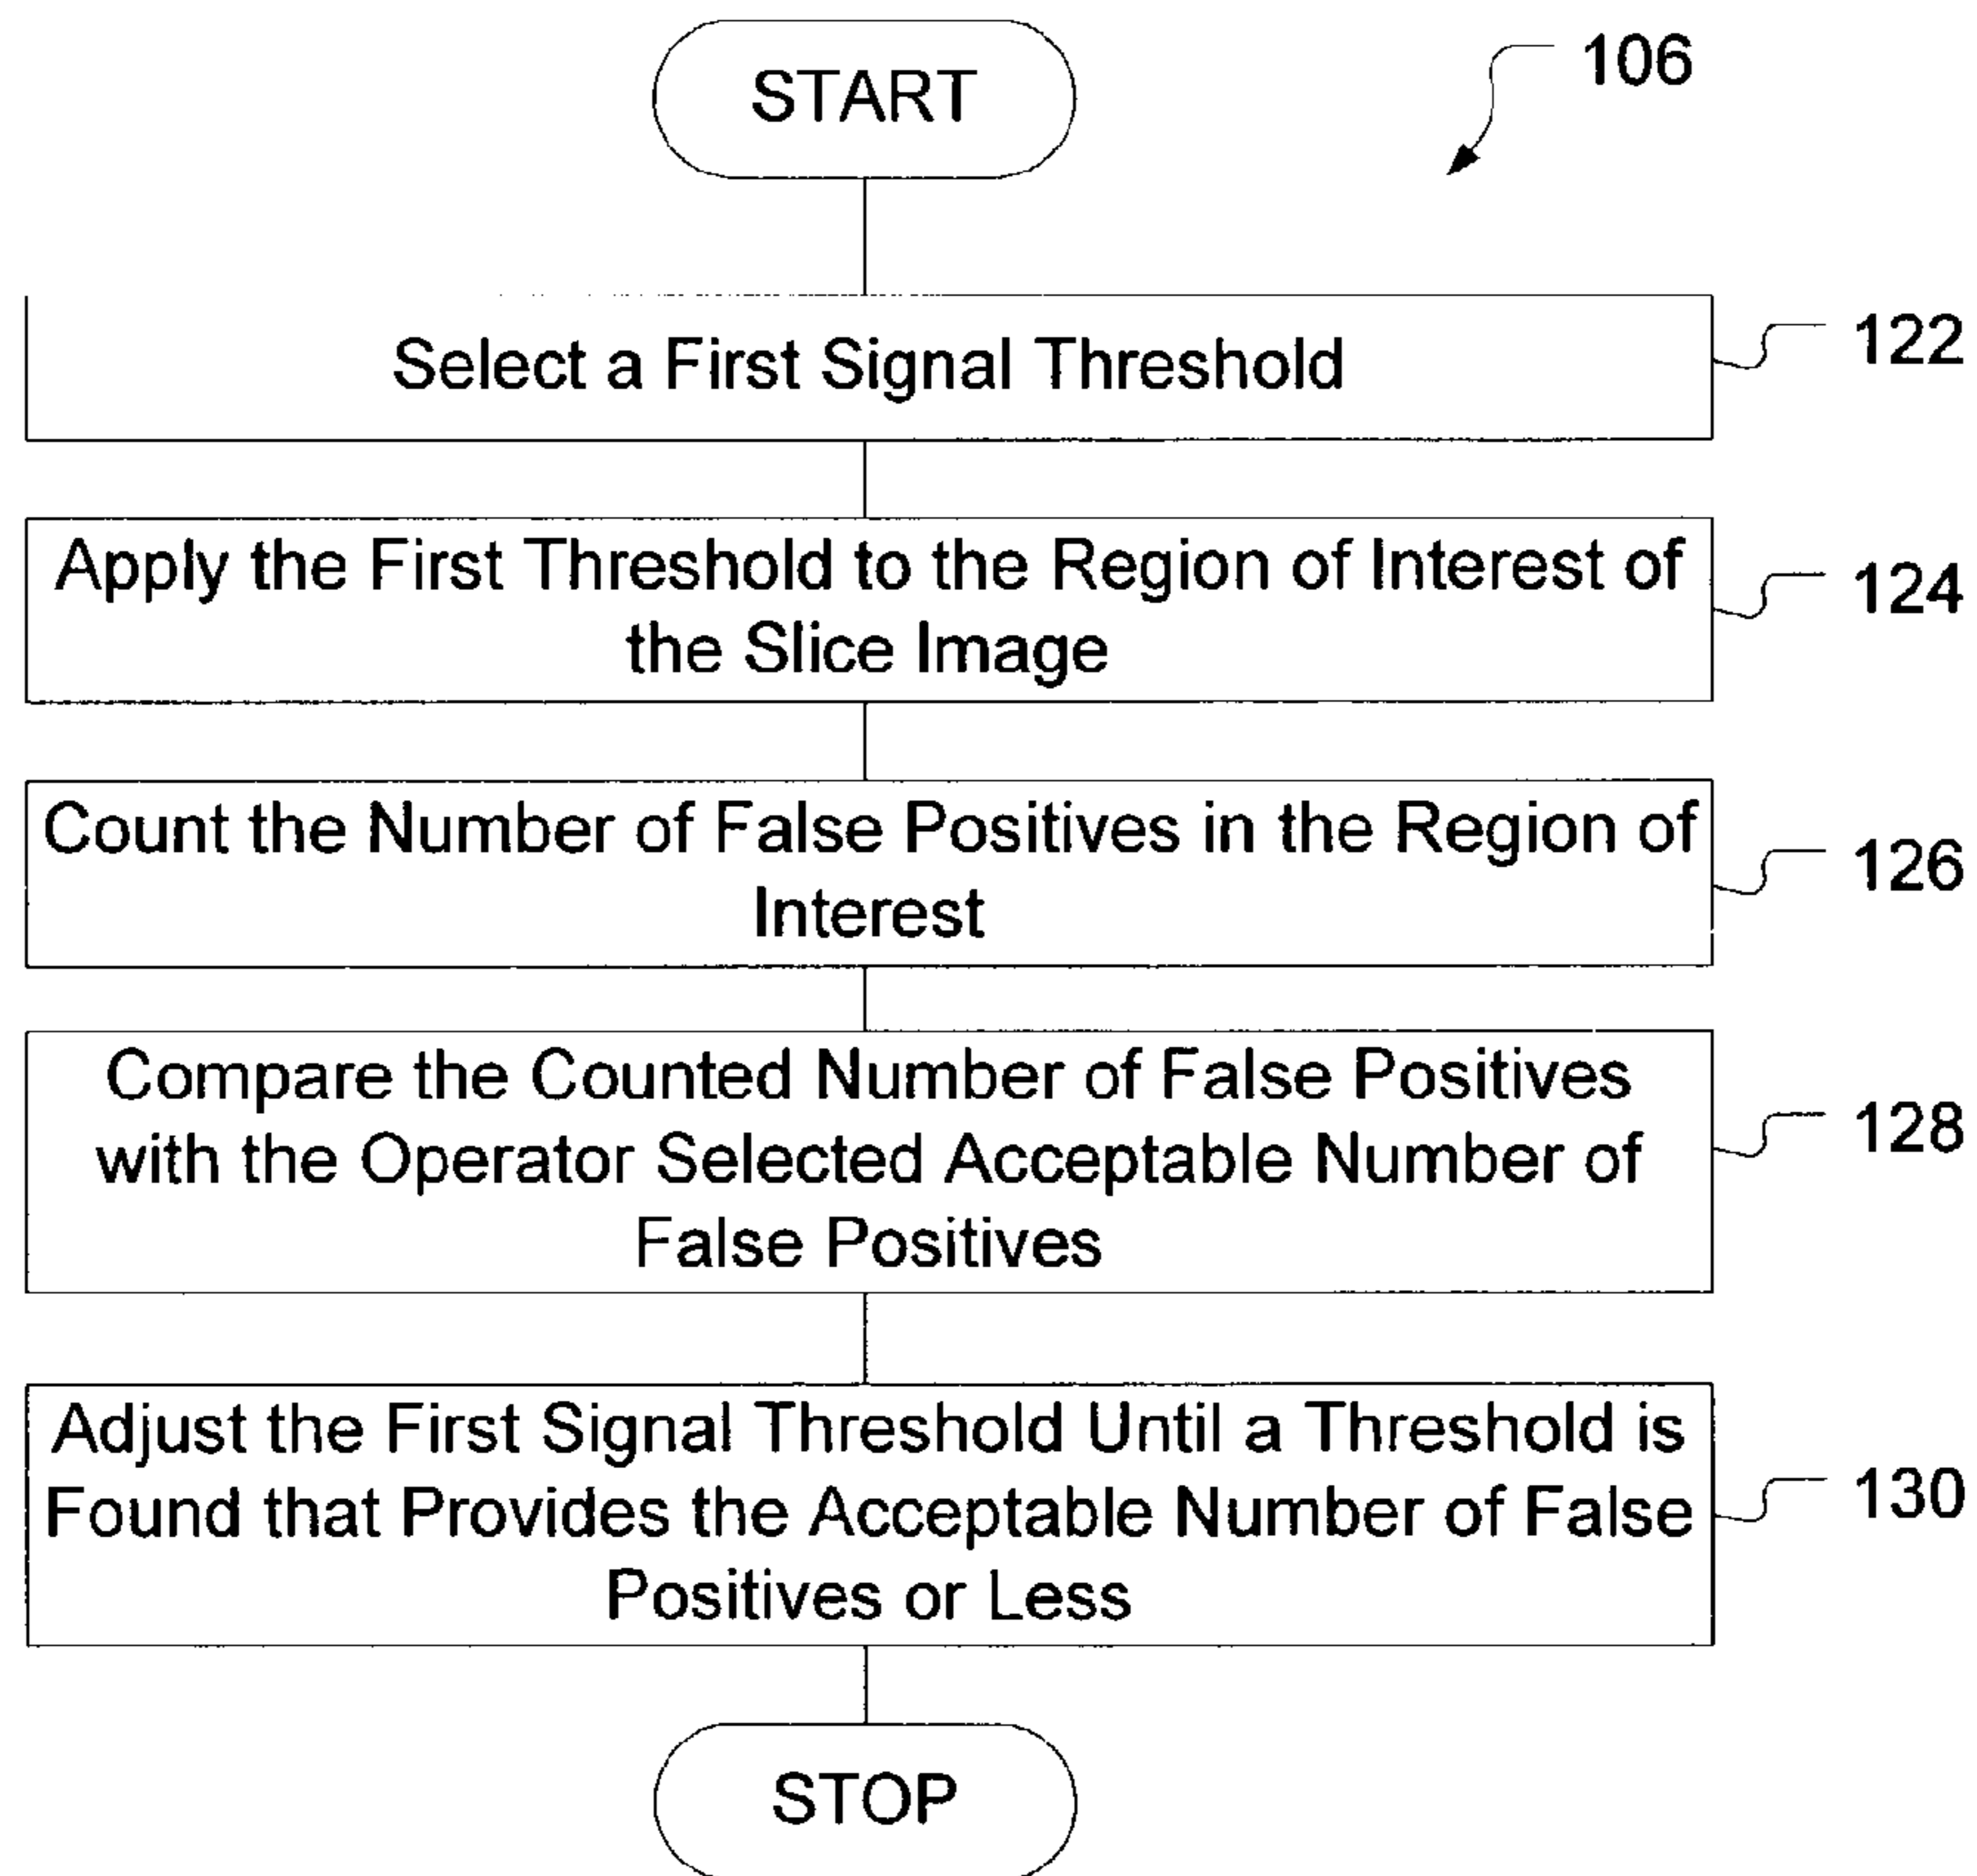 START
106
Select a First Signal Threshold
122
Apply the First Threshold to the Region of Interest of
the Slice Image
124
Count the Number of False Positives in the Region of
Interest
126
Compare the Counted Number of False Positives
with the Operator Selected Acceptable Number of
False Positives
128
Adjust the First Signal Threshold Until a Threshold is
Found that Provides the Acceptable Number of False
Positives or Less
130
STOP